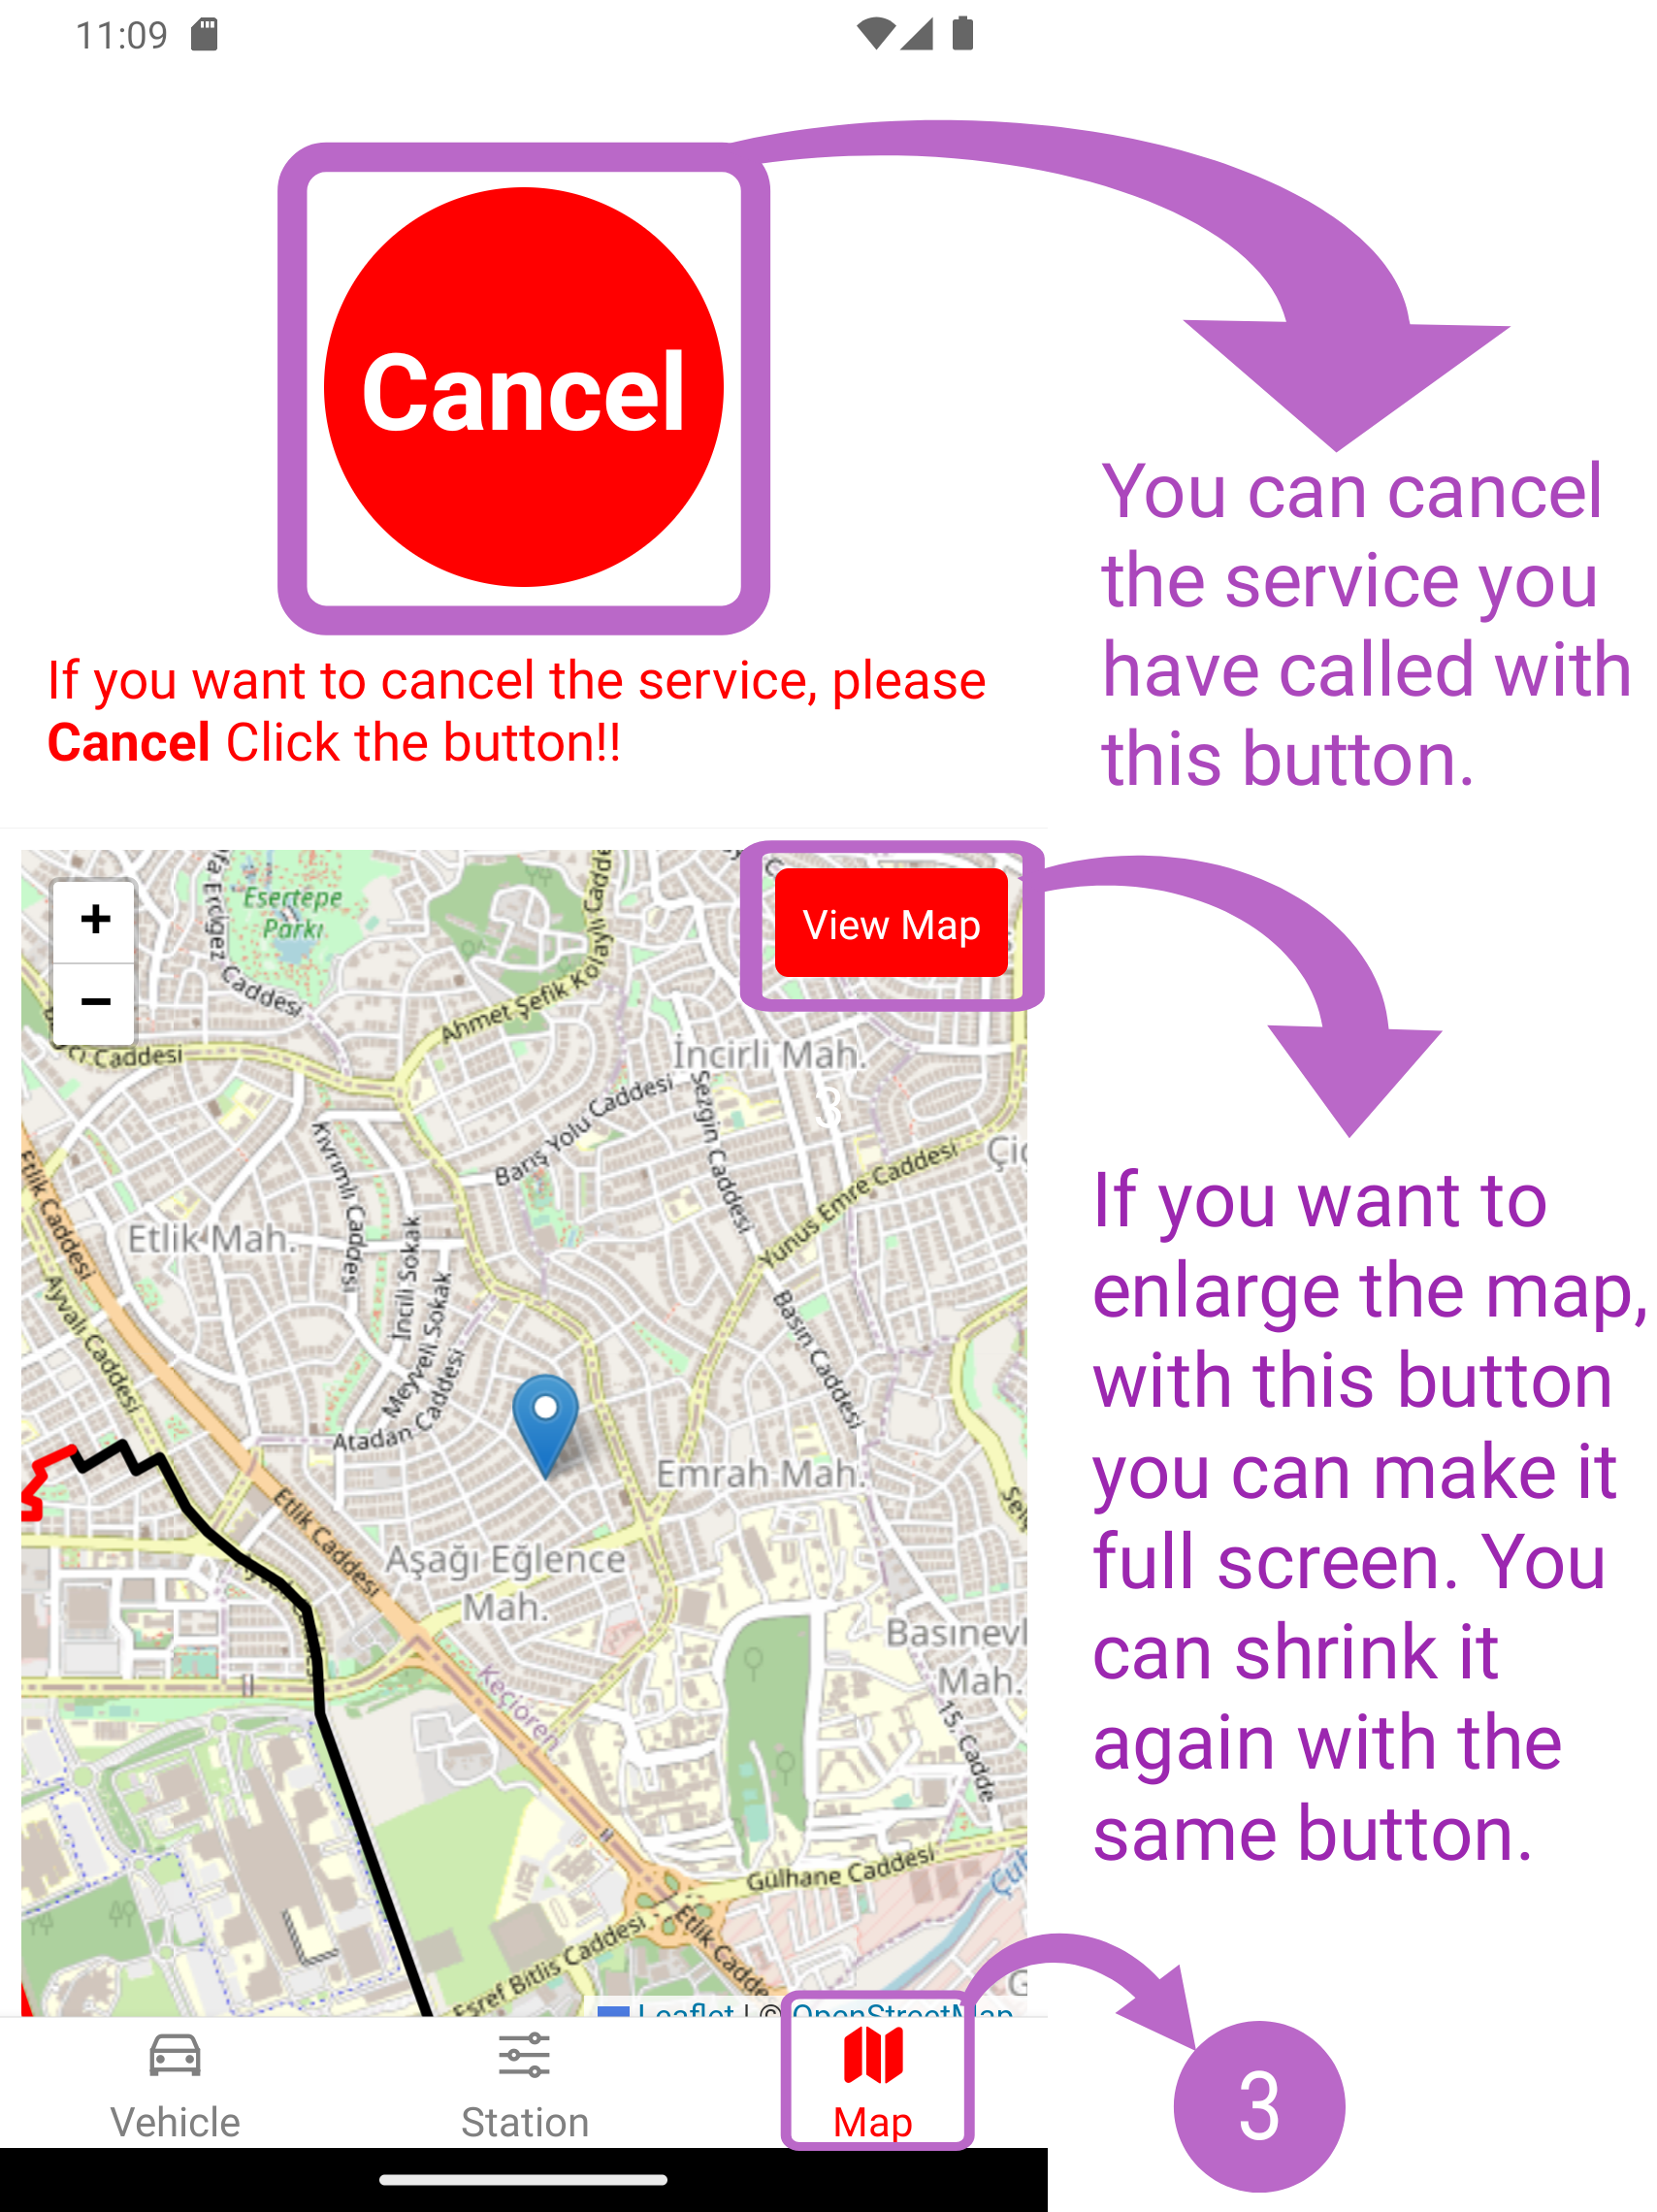 11:09
Cancel
You can cancel
the service you
have called with
this button.
If you want to cancel the service, please
Cancel Click the button!!
View Map
+
−
Esertepe
Parkı
Caddesi
Ahmet Şefik Kolaylı Cadde
Caddesi
İncirli Mah.
3
Barış Yolu Caddesi
Sezgin Caddesi
Kıvrımlı Caddesi
Yunus Emre Caddesi
Etlik Caddesi
Etlik Mah.
İncili Sokak
Meyveli Sokak
Ayvalı Caddesi
Basın Caddesi
Atadan Caddesi
Emrah Mah.
Etlik Caddesi
Aşağı Eğlence
Mah.
Basınevl
Mah.
Keçiören
15. Cadde
Gülhane Caddesi
Etlik Cadde
Eşref Bitlis Caddesi
Leaflet | © OpenStreetMap
If you want to
enlarge the map,
with this button
you can make it
full screen. You
can shrink it
again with the
same button.
Vehicle
Station
Map
3